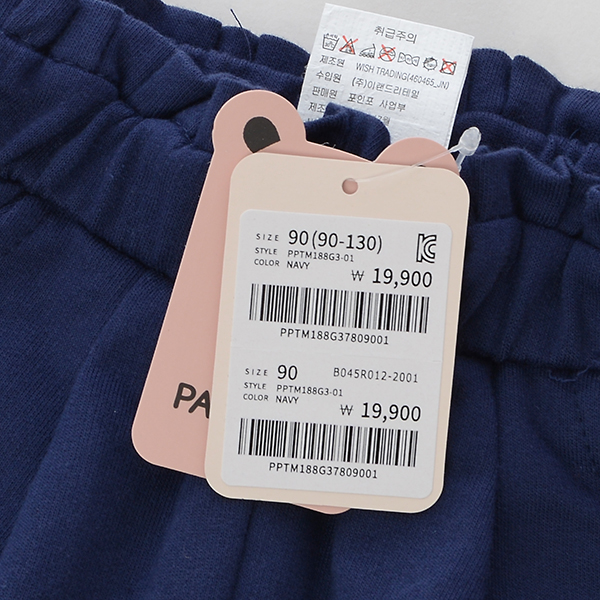 취급주의
제조원 WISH TRADING(460465_JN)
수입원 (주)이랜드리테일
판매원 포인포 사업부
PA
SIZE 90(90-130)
STYLE PPTM188G3-01
COLOR NAVY
₩ 19,900
PPTM188G37809001
SIZE 90 B045R012-2001
STYLE PPTM188G3-01
COLOR NAVY
₩ 19,900
PPTM188G37809001